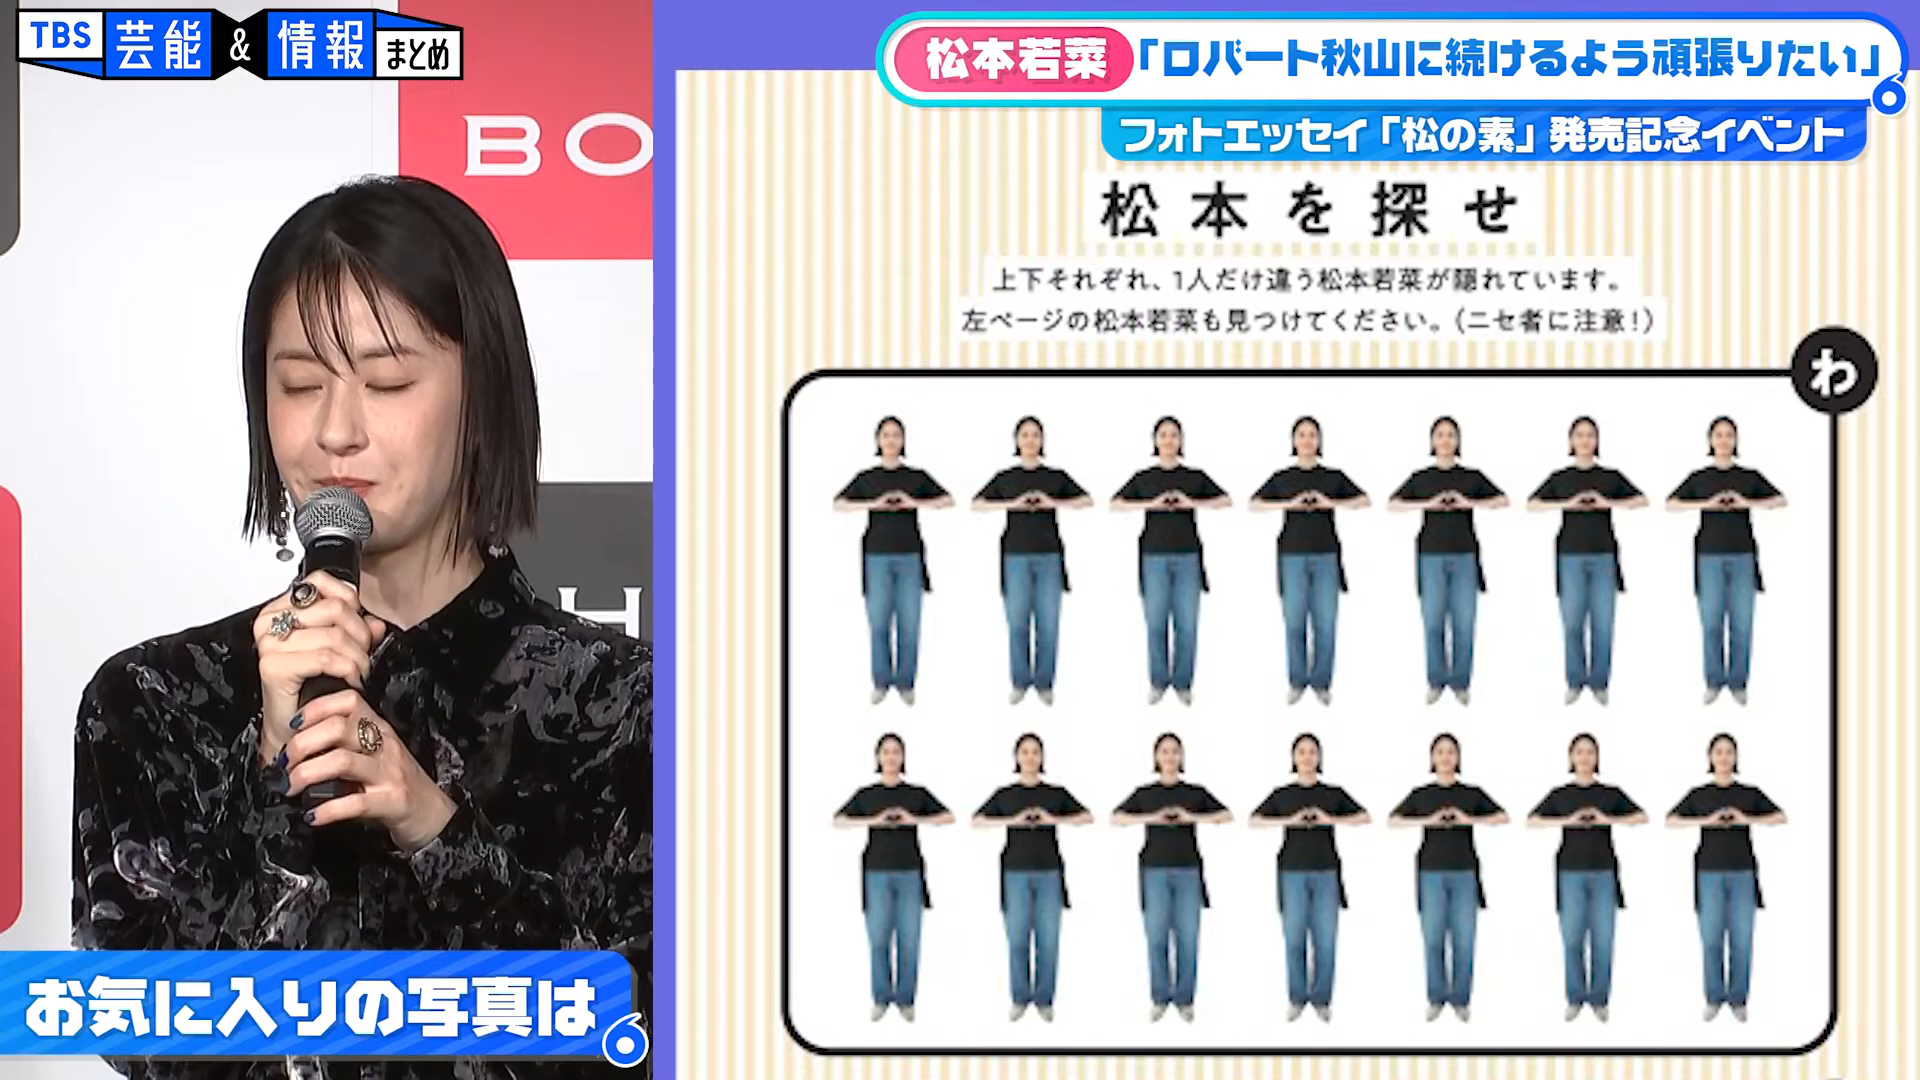 TBS 芸能&情報まとめ
松本若菜「ロバート秋山に続けるよう頑張りたい」
フォトエッセイ「松の素」発売記念イベント
BO
松本を探せ
上下それぞれ、1人だけ違う松本若菜が隠れています。
左ページの松本若菜も見つけてください。(ニセ者に注意!)
わ
H
お気に入りの写真は